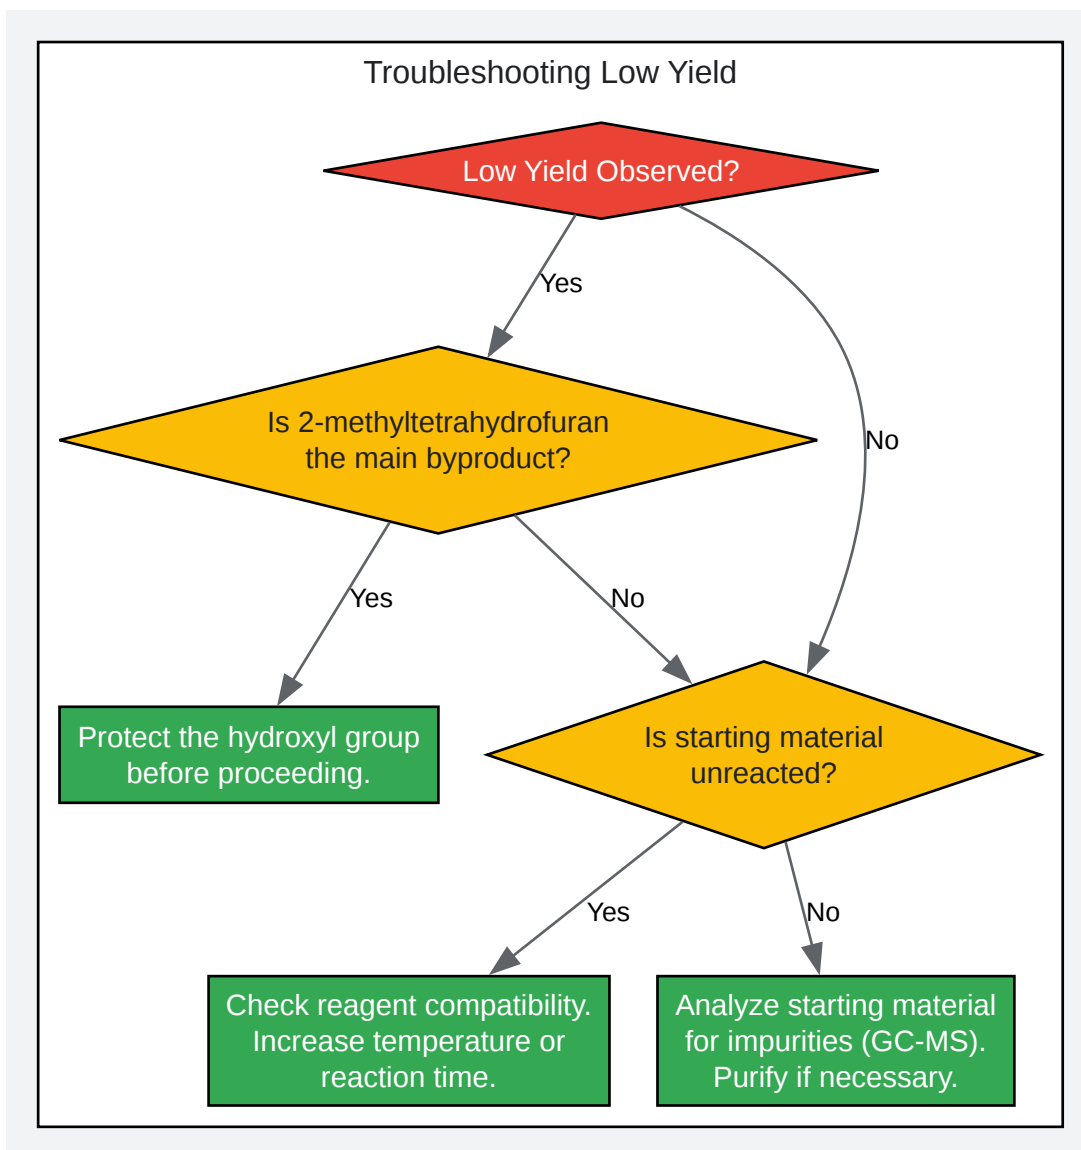 Troubleshooting Low Yield
Low Yield Observed?
Yes
No
Is 2-methyltetrahydrofuran
the main byproduct?
Yes
No
Protect the hydroxyl group
before proceeding.
Is starting material
unreacted?
Yes
No
Check reagent compatibility.
Increase temperature or
reaction time.
Analyze starting material
for impurities (GC-MS).
Purify if necessary.